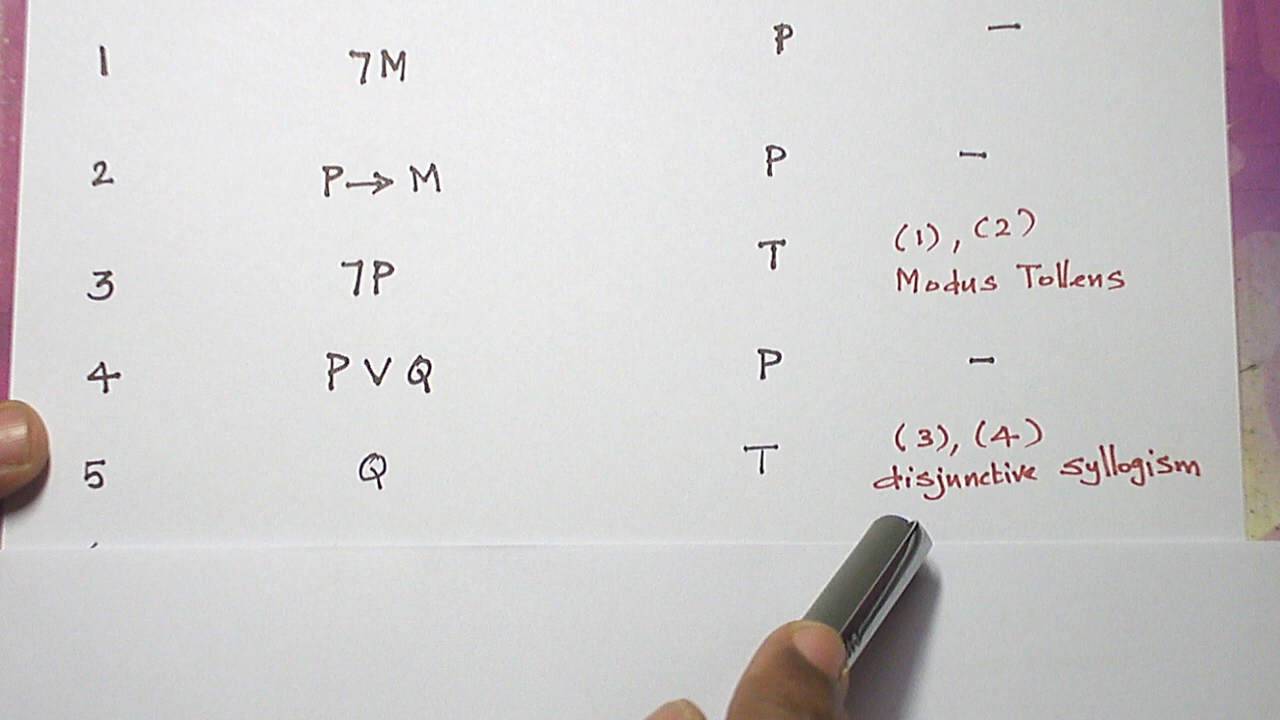 1 7M P –
2 P→M P –
3 7P T (1), (2)
Modus Tollens
4 P V Q P –
5 Q T (3), (4)
disjunctive syllogism